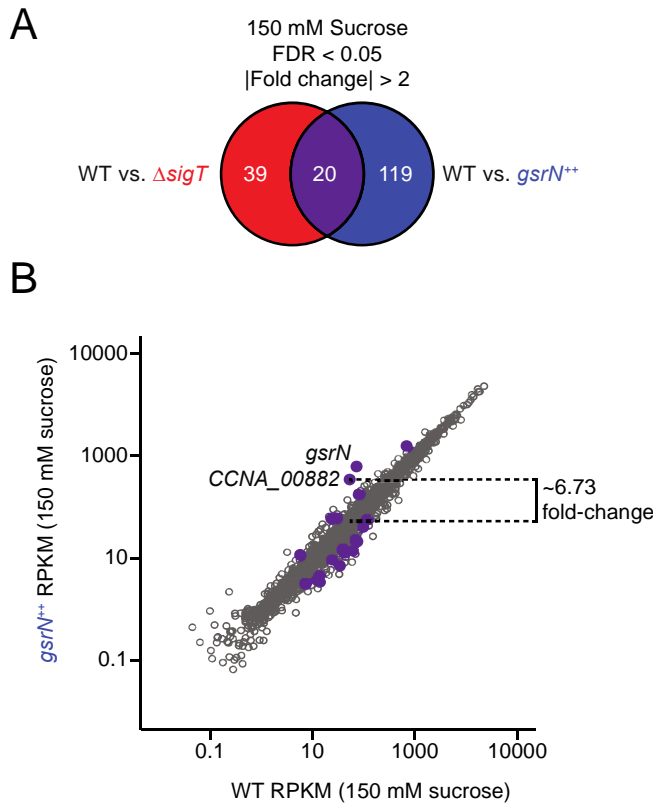 A
150 mM Sucrose
FDR < 0.05
|Fold change| > 2
WT vs. ΔsigT
39
20
119
WT vs. gsrN⁺⁺
B
gsrN⁺⁺ RPKM (150 mM sucrose)
10000
1000
10
0.1
gsrN
CCNA_00882
~6.73
fold-change
0.1
10
1000
10000
WT RPKM (150 mM sucrose)